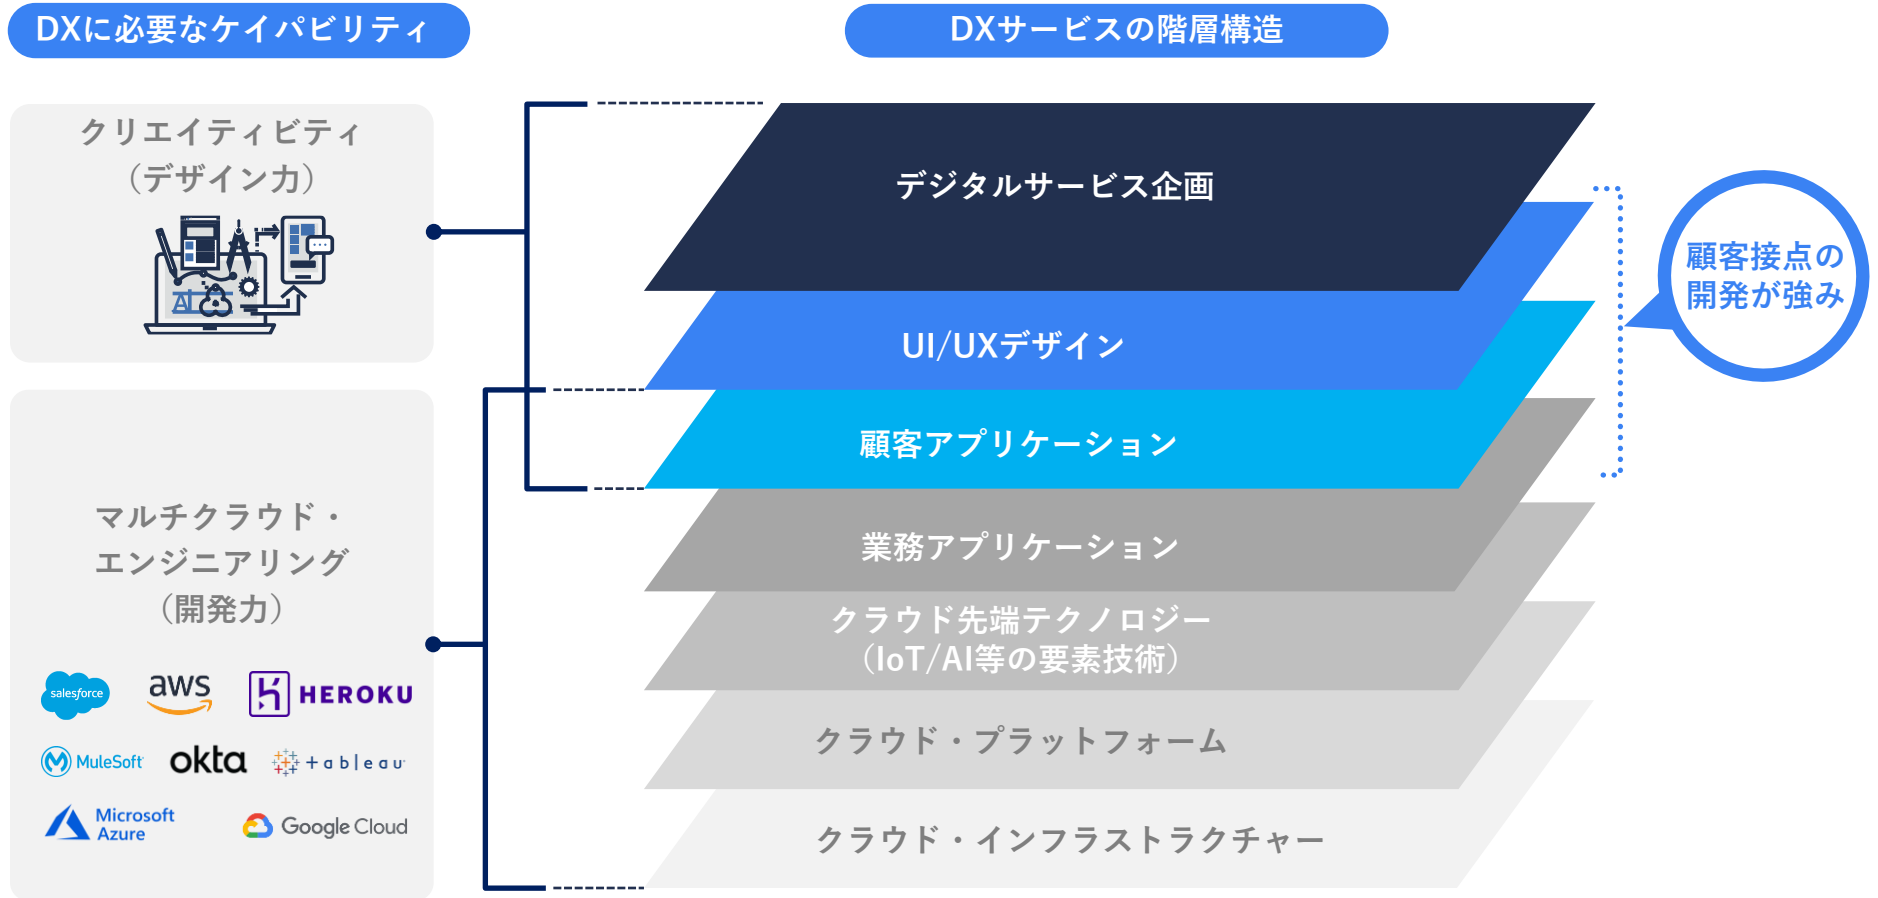 DXに必要なケイパビリティ
DXサービスの階層構造
クリエイティビティ
（デザイン力）
AI
マルチクラウド・
エンジニアリング
（開発力）
salesforce
aws
HEROKU
MuleSoft
okta
+ableau
Microsoft
Azure
Google Cloud
デジタルサービス企画
UI/UXデザイン
顧客アプリケーション
業務アプリケーション
クラウド先端テクノロジー
（IoT/AI等の要素技術）
クラウド・プラットフォーム
クラウド・インフラストラクチャー
顧客接点の
開発が強み